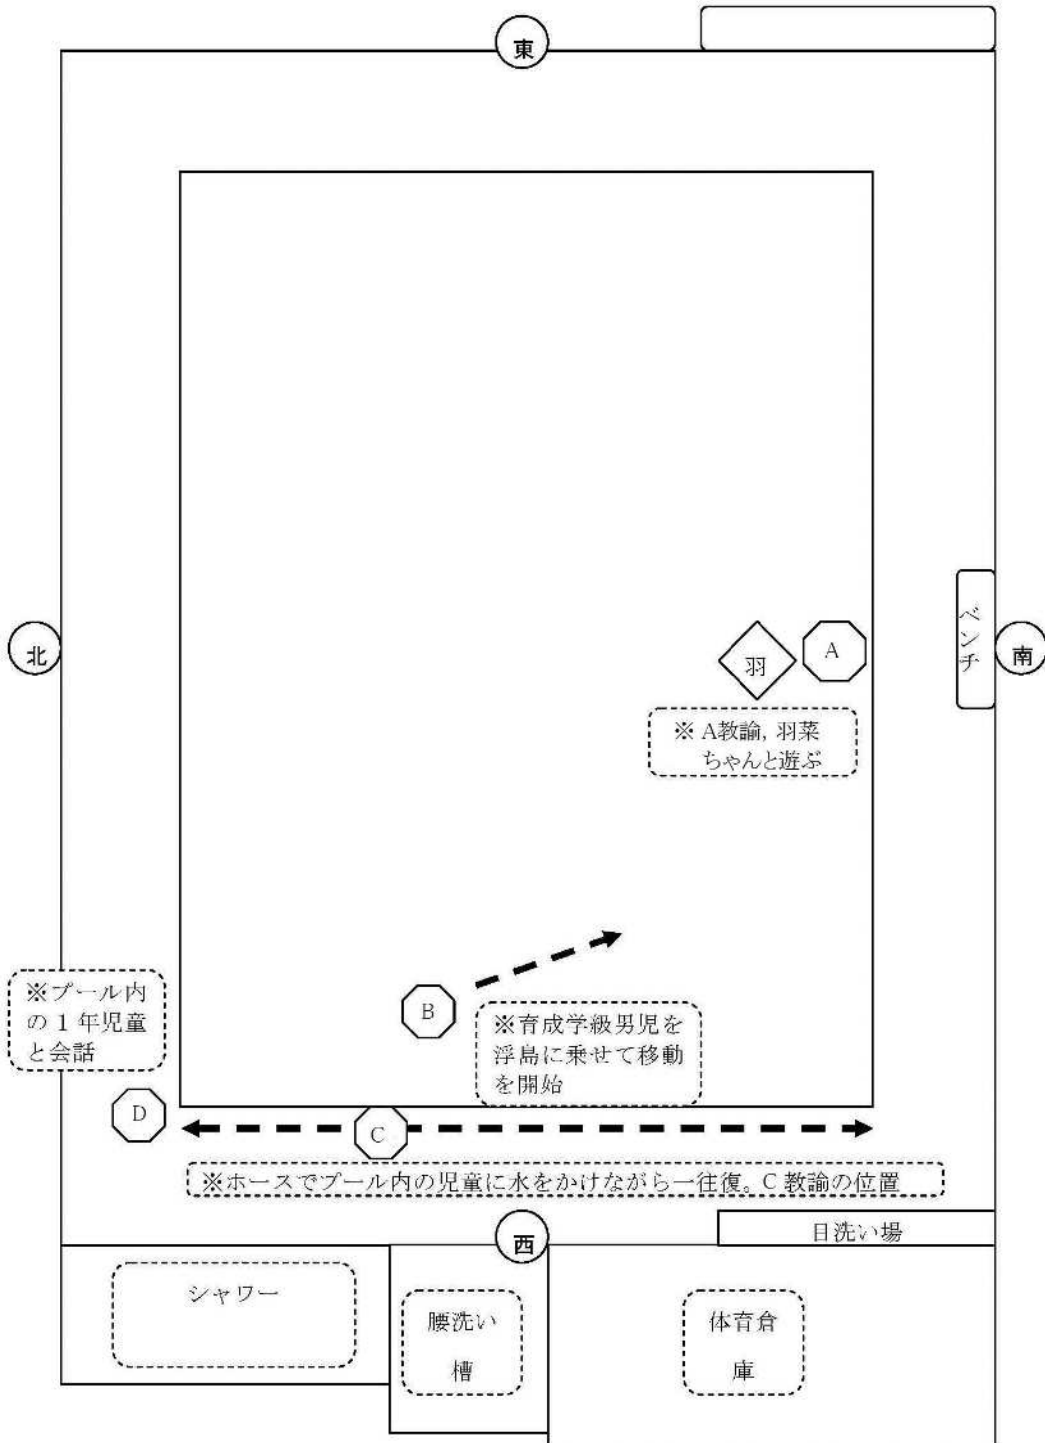 東
ベンチ
北
羽
A
南
※ A教諭, 羽菜
ちゃんと遊ぶ
※プール内
の 1 年児童
と会話
B
※育成学級男児を
浮島に乗せて移動
を開始
D
C
※ホースでプール内の児童に水をかけながら一往復。C 教諭の位置
西
目洗い場
シャワー
腰洗い
槽
体育倉
庫